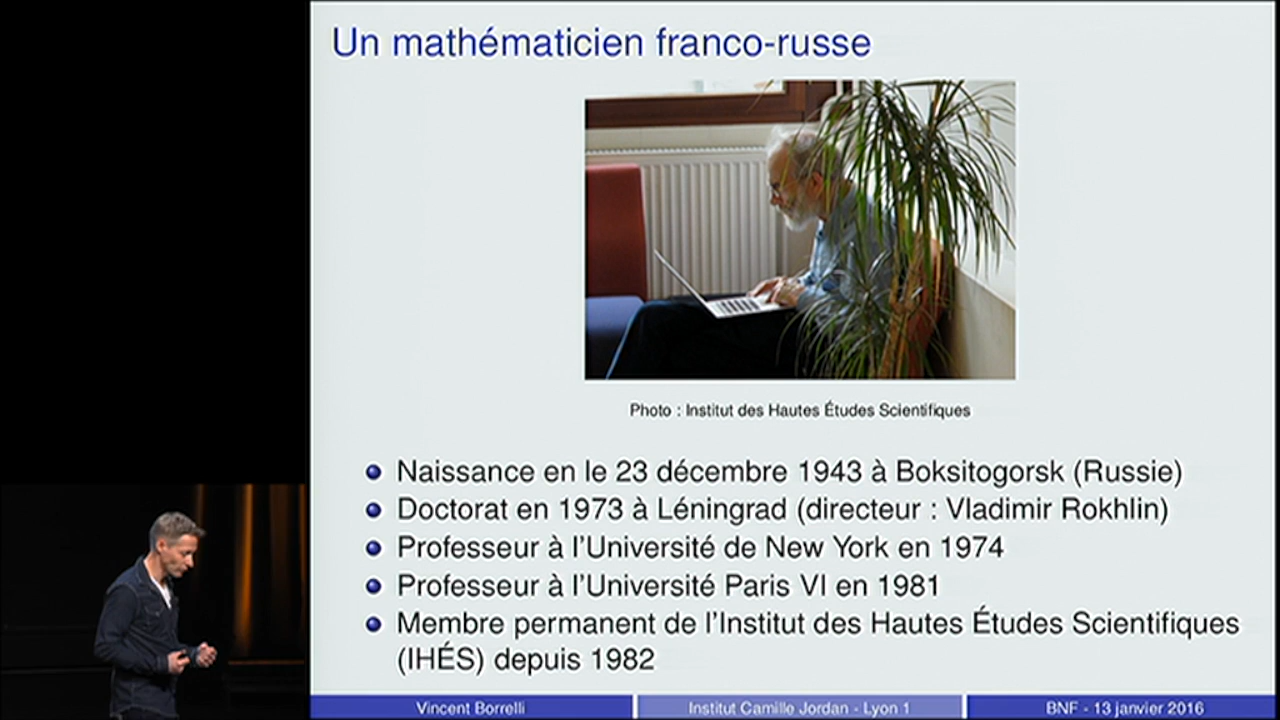 Un mathématicien franco-russe
Photo : Institut des Hautes Études Scientifiques
Naissance en le 23 décembre 1943 à Boksitogorsk (Russie)
Doctorat en 1973 à Léningrad (directeur : Vladimir Rokhlin)
Professeur à l'Université de New York en 1974
Professeur à l'Université Paris VI en 1981
Membre permanent de l'Institut des Hautes Études Scientifiques
(IHÉS) depuis 1982
Vincent Borrelli
Institut Camille Jordan - Lyon 1
BNF - 13 janvier 2016